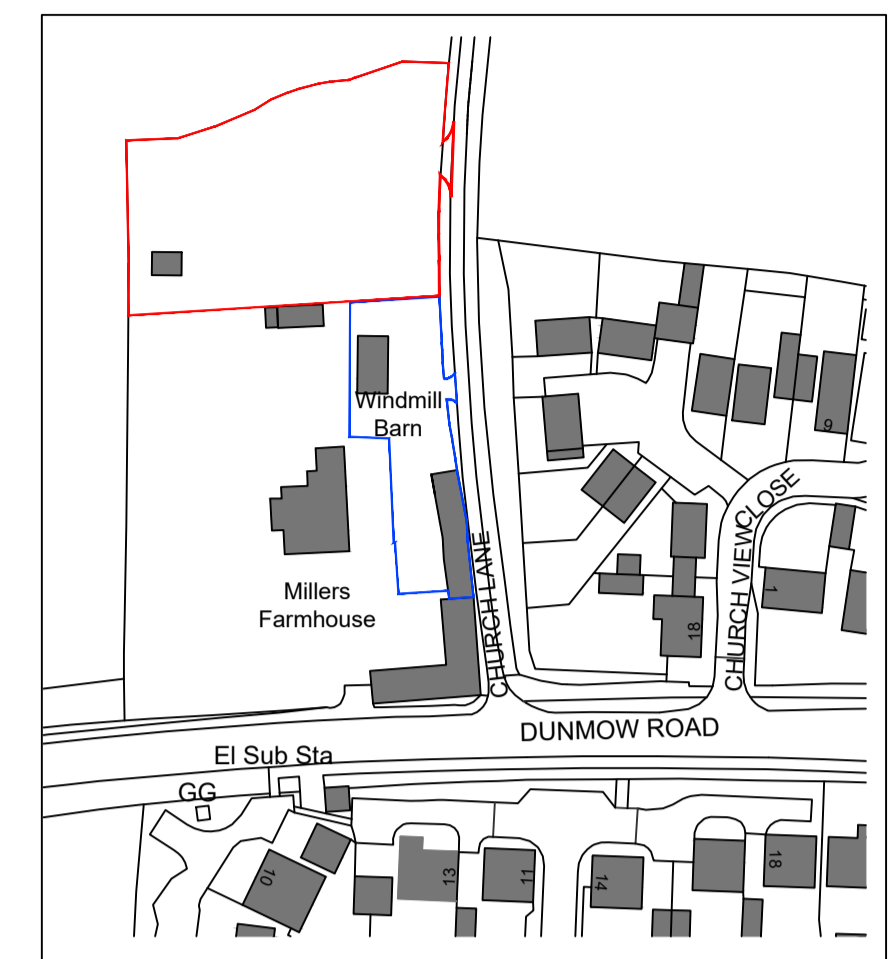 Windmill
Barn
9
CHURCH VIEW CLOSE
1
CHURCH LANE
Millers
Farmhouse
18
DUNMOW ROAD
El Sub Sta
GG
10
13
11
14
18